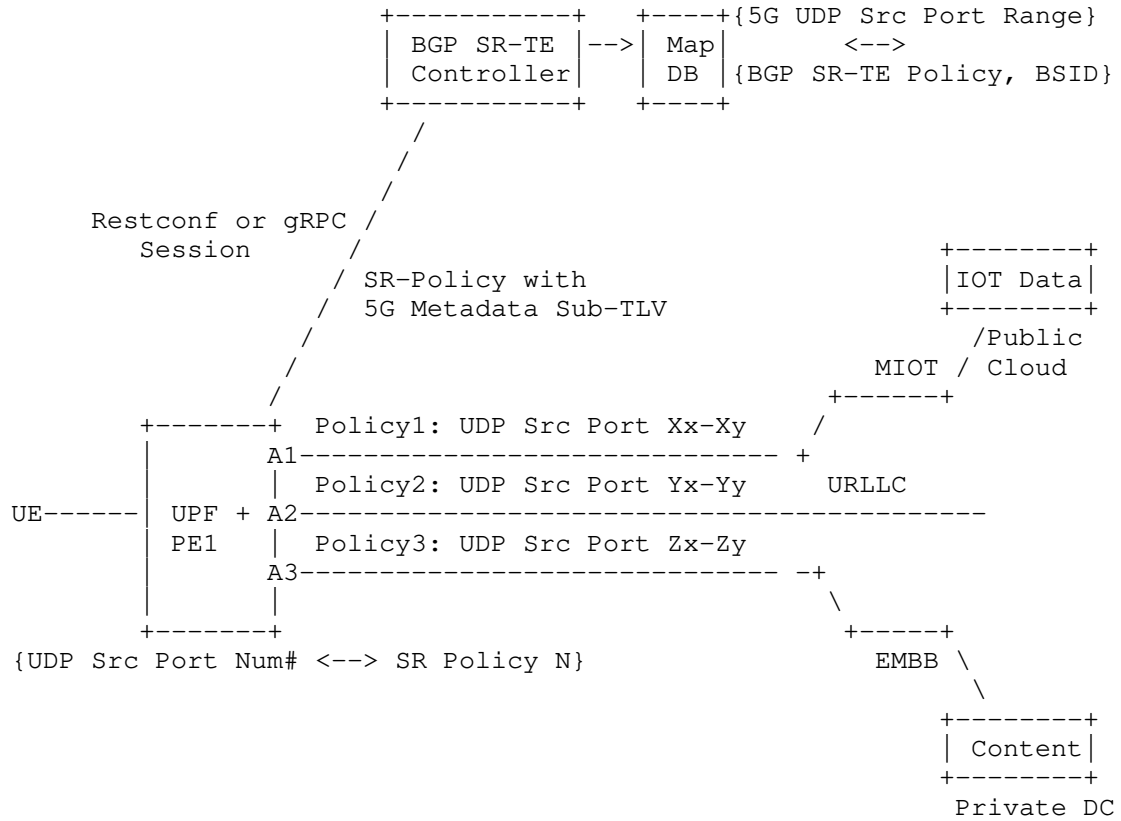 {5G UDP Src Port Range}
BGP SR-TE --> Map <-->
Controller DB {BGP SR-TE Policy, BSID}
Restconf or gRPC
Session
SR-Policy with
5G Metadata Sub-TLV
IOT Data
Public
MIOT Cloud
Policy1: UDP Src Port Xx-Xy
A1
Policy2: UDP Src Port Yx-Yy URLLC
UE UPF + A2
PE1 Policy3: UDP Src Port Zx-Zy
A3
{UDP Src Port Num# <--> SR Policy N} EMBB
Content
Private DC